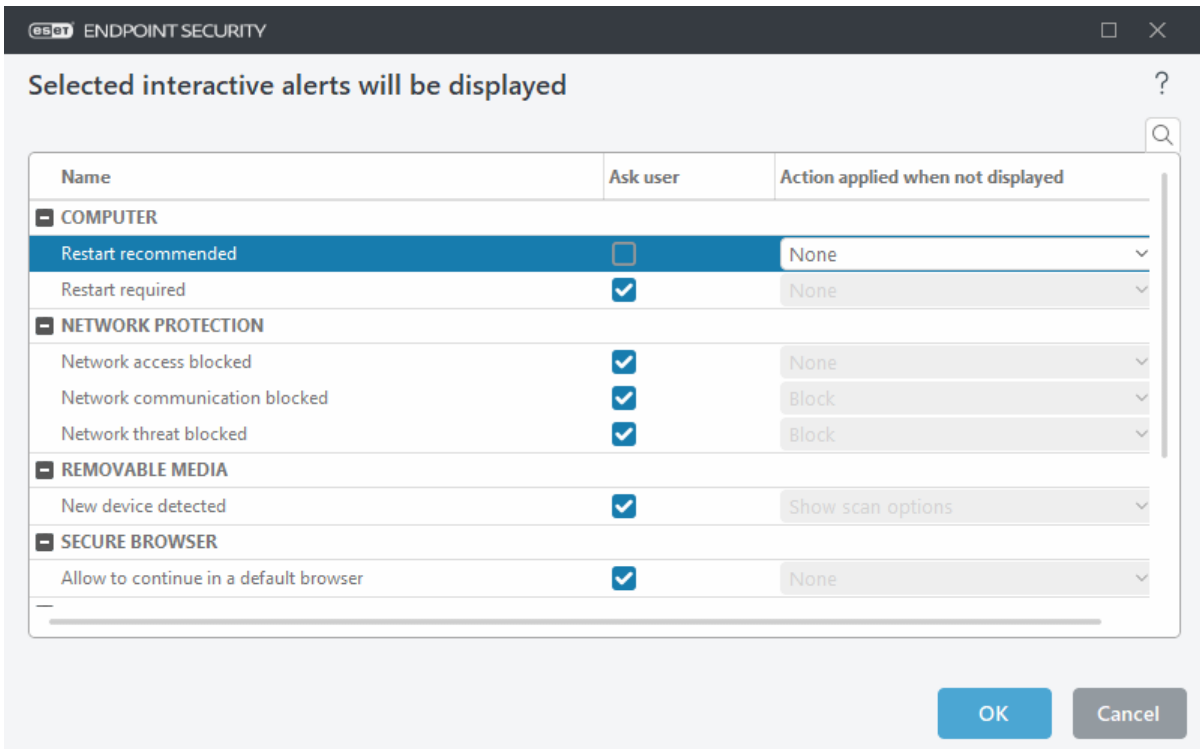 eset ENDPOINT SECURITY
Selected interactive alerts will be displayed
?
Name Ask user Action applied when not displayed
COMPUTER
Restart recommended None
Restart required None
NETWORK PROTECTION
Network access blocked None
Network communication blocked Block
Network threat blocked Block
REMOVABLE MEDIA
New device detected Show scan options
SECURE BROWSER
Allow to continue in a default browser None
OK Cancel